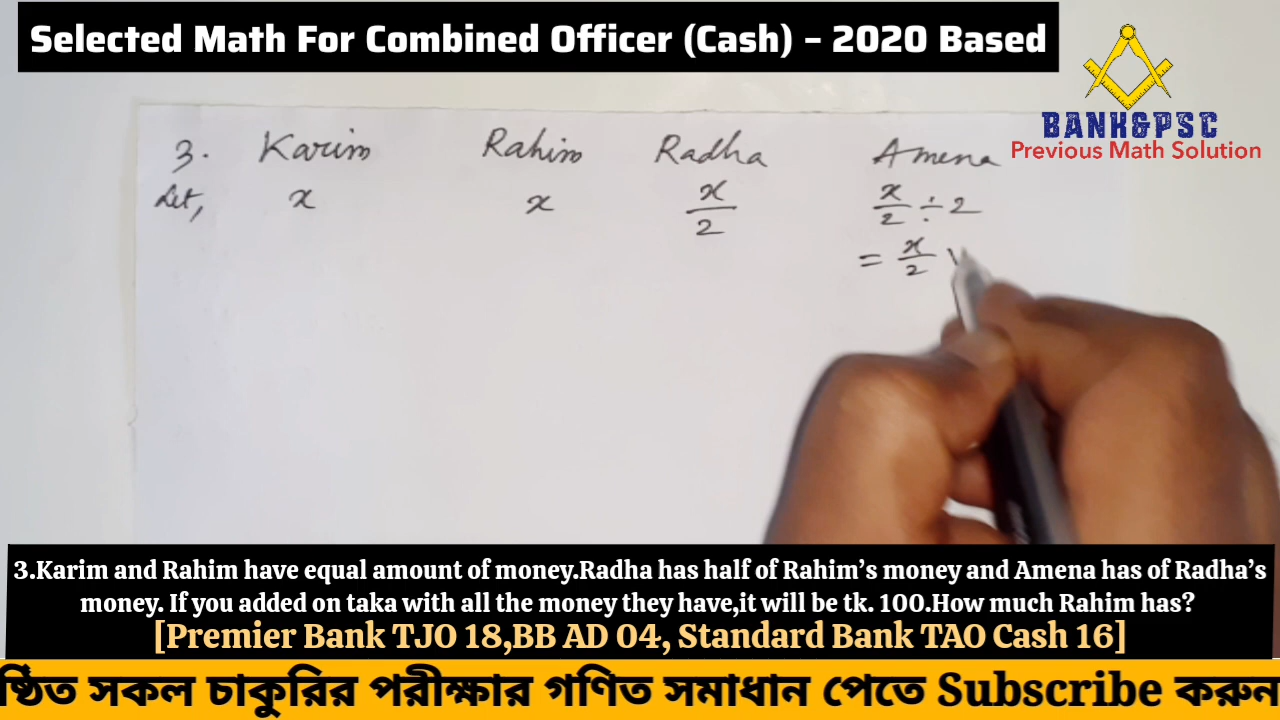 Selected Math For Combined Officer (Cash) – 2020 Based
BANK&PSC
Previous Math Solution
3. Karim Rahim Radha Amena
Let, x x x/2 x/2 ÷ 2
= x/2
3.Karim and Rahim have equal amount of money.Radha has half of Rahim’s money and Amena has of Radha’s
money. If you added on taka with all the money they have,it will be tk. 100.How much Rahim has?
[Premier Bank TJO 18,BB AD 04, Standard Bank TAO Cash 16]
ষ্ঠিত সকল চাকুরির পরীক্ষার গণিত সমাধান পেতে Subscribe করুন